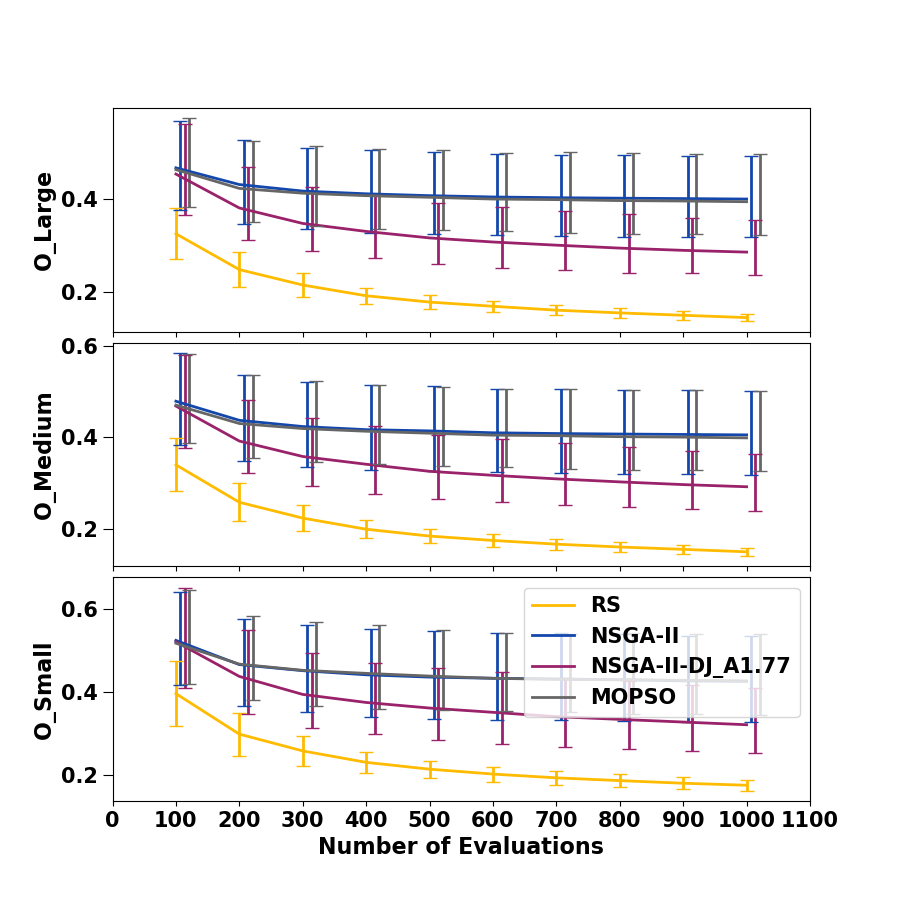 O_Large
0.4
0.2
O_Medium
0.6
0.4
0.2
O_Small
0.6
0.4
0.2
RS
NSGA-II
NSGA-II-DJ_A1.77
MOPSO
0 100 200 300 400 500 600 700 800 900 1000 1100
Number of Evaluations